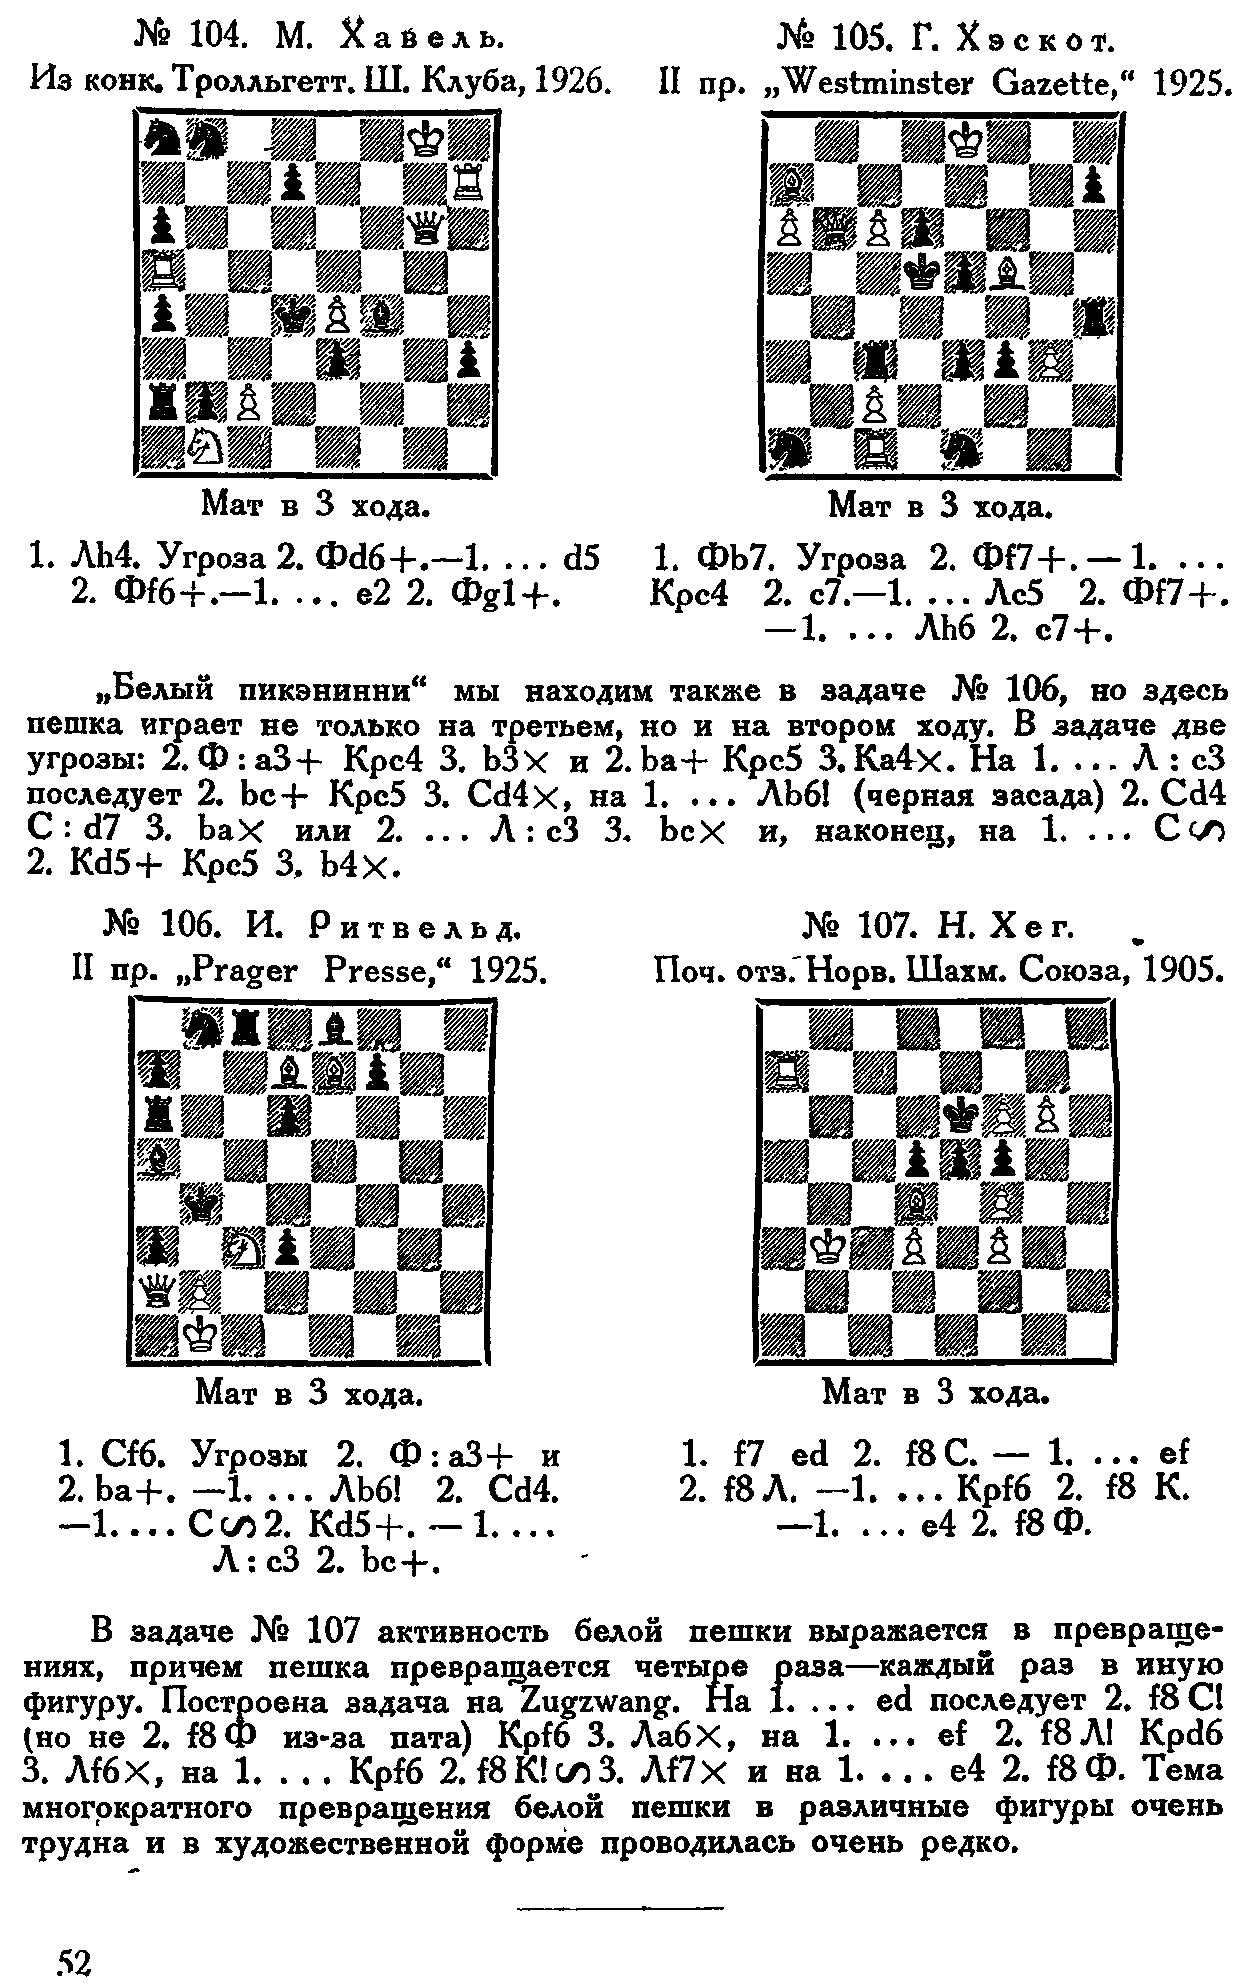 № 104. М. Хавель.
Из конк. Тролльгетт. Ш. Клуба, 1926.
Мат в 3 хода.
1. Лh4. Угроза 2. Фd6+.—1. ... d5
2. Фf6+.—1. ... e2 2. Фg1+.
№ 105. Г. Хэскот.
II пр. „Westminster Gazette,“ 1925.
Мат в 3 хода.
1. Фb7. Угроза 2. Фf7+. — 1. ...
Крc4 2. c7.—1. ... Лc5 2. Фf7+.
—1. ... Лh6 2. c7+.
„Белый пикэнинни“ мы находим также в задаче № 106, но здесь
пешка играет не только на третьем, но и на втором ходу. В задаче две
угрозы: 2. Ф : a3+ Крc4 3. b3× и 2. ba+ Крc5 3. Кa4×. На 1. ... Л : c3
последует 2. bc+ Крc5 3. Cd4×, на 1. ... Лb6! (черная засада) 2. Cd4
C : d7 3. ba× или 2. ... Л : c3 3. bc× и, наконец, на 1. ... C ∽
2. Кd5+ Крc5 3. b4×.
№ 106. И. Ритвельд.
II пр. „Prager Presse,“ 1925.
Мат в 3 хода.
1. Cf6. Угрозы 2. Ф : a3+ и
2. ba+. —1. ... Лb6! 2. Cd4.
—1. ... C ∽ 2. Кd5+. — 1. ...
Л : c3 2. bc+.
№ 107. Н. Хег.
Поч. отз. Норв. Шахм. Союза, 1905.
Мат в 3 хода.
1. f7 ed 2. f8 C. — 1. ... ef
2. f8 Л. —1. ... Крf6 2. f8 К.
—1. ... e4 2. f8 Ф.
В задаче № 107 активность белой пешки выражается в превраще-
ниях, причем пешка превращается четыре раза—каждый раз в иную
фигуру. Построена задача на Zugzwang. На 1. ... ed последует 2. f8 C!
(но не 2. f8 Ф из-за пата) Крf6 3. Лa6×, на 1. ... ef 2. f8 Л! Крd6
3. Лf6×, на 1. ... Крf6 2. f8 К! ∽ 3. Лf7× и на 1. ... e4 2. f8 Ф. Тема
многократного превращения белой пешки в различные фигуры очень
трудна и в художественной форме проводилась очень редко.
52